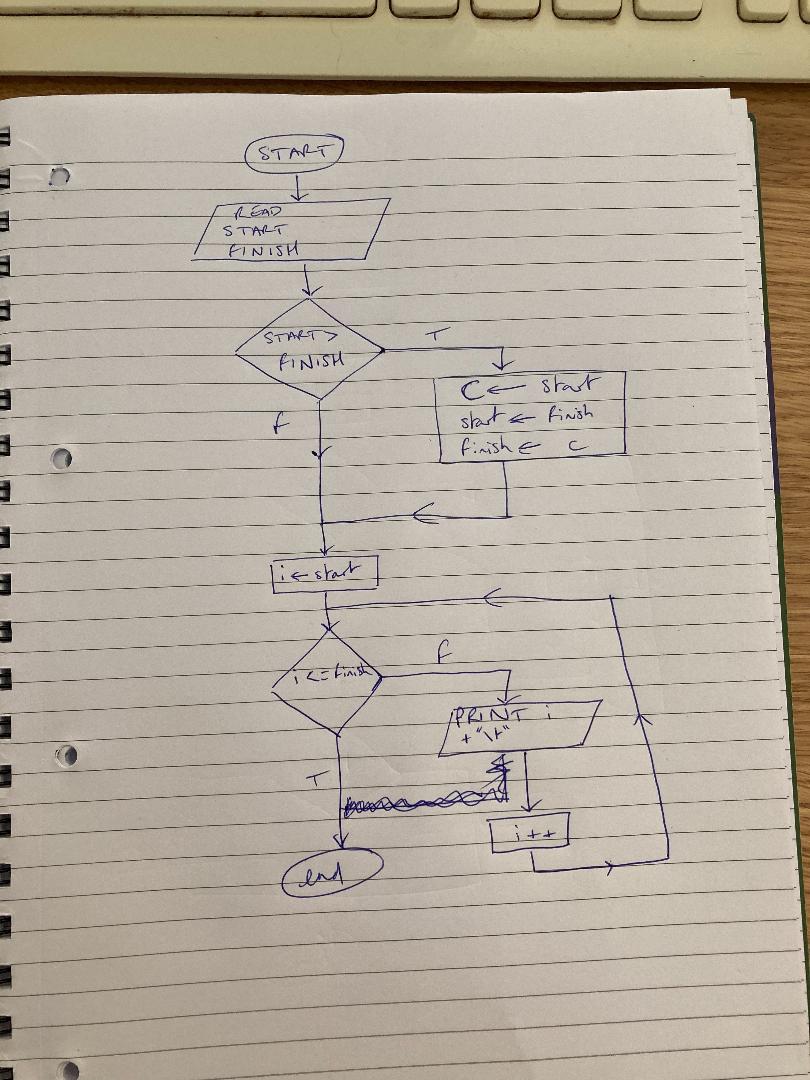 START
READ
START
FINISH
START >
FINISH
T
f
C ← start
start ← finish
finish ← c
i ← start
i <= finish
f
T
PRINT i
+ "\t"
i ++
end